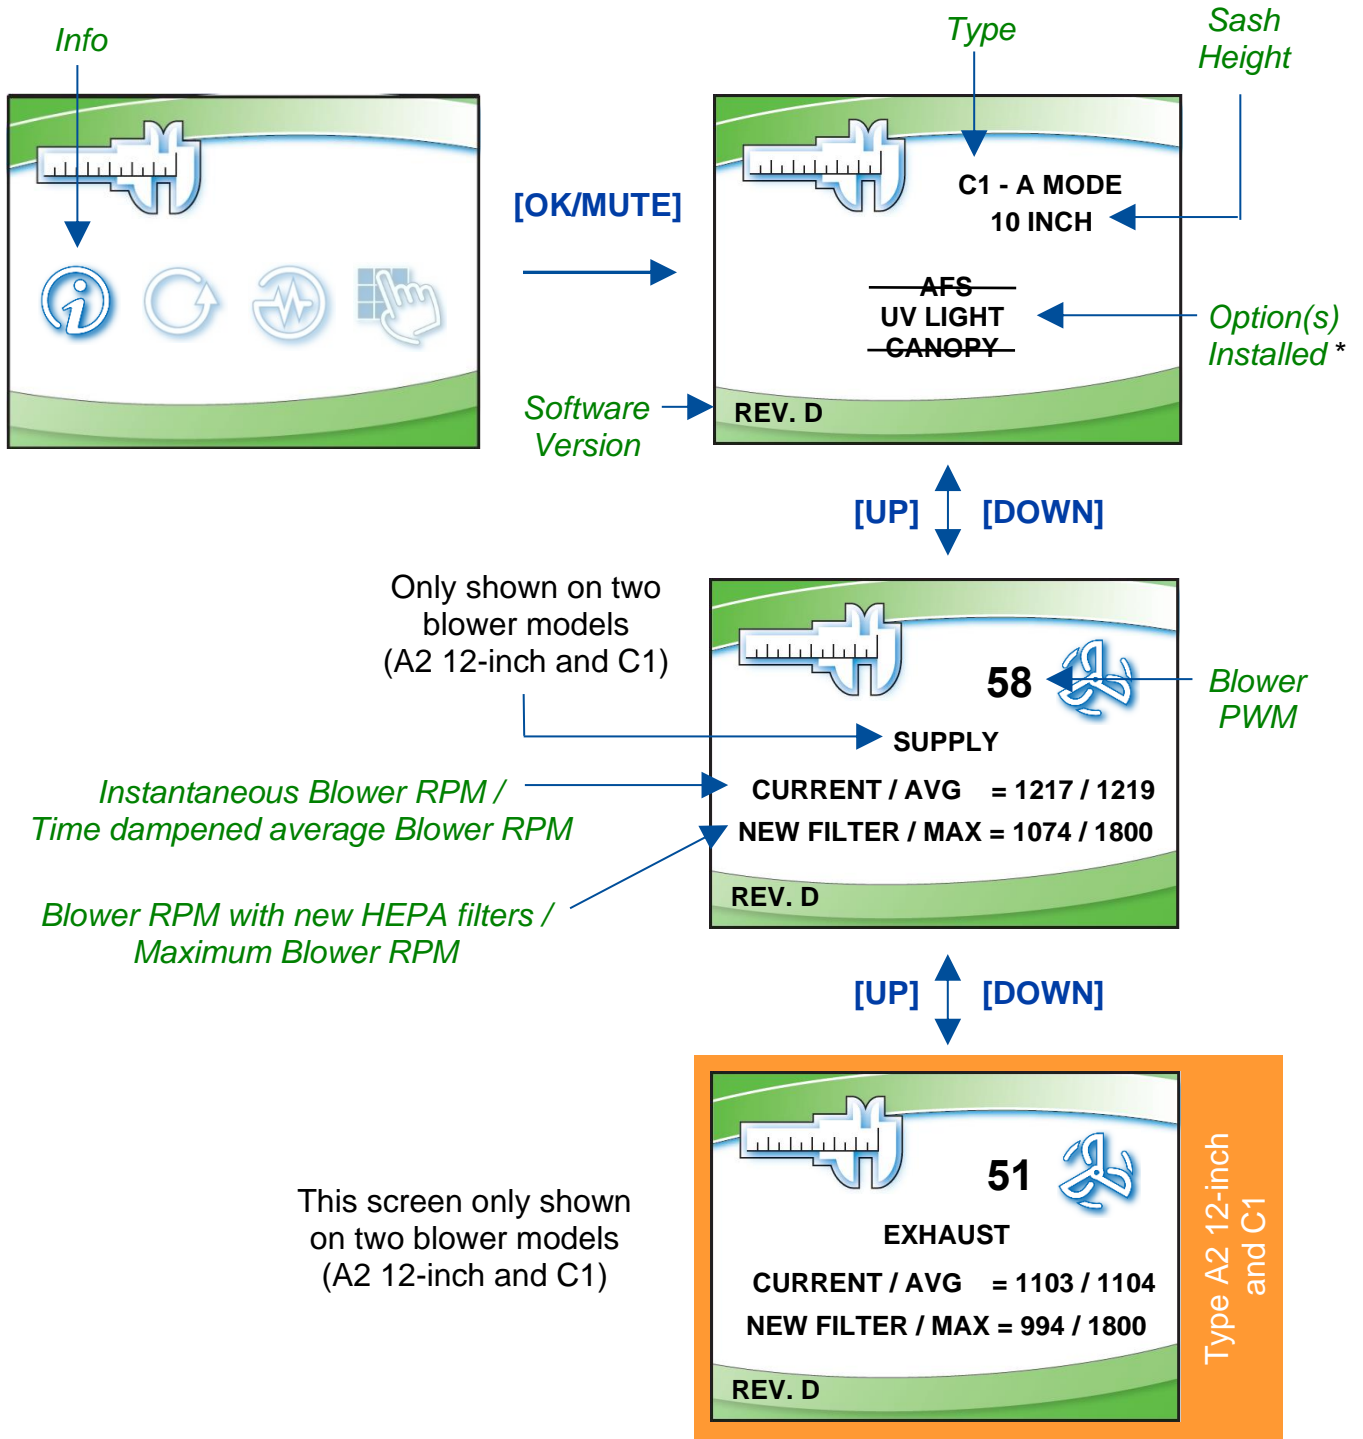 Info
Type
Sash
Height
[OK/MUTE]
C1 - A MODE
10 INCH
AFS
UV LIGHT
CANOPY
Option(s)
Installed *
Software
Version
REV. D
[UP] [DOWN]
Only shown on two
blower models
(A2 12-inch and C1)
58
Blower
PWM
SUPPLY
Instantaneous Blower RPM /
Time dampened average Blower RPM
CURRENT / AVG = 1217 / 1219
NEW FILTER / MAX = 1074 / 1800
Blower RPM with new HEPA filters /
Maximum Blower RPM
REV. D
[UP] [DOWN]
This screen only shown
on two blower models
(A2 12-inch and C1)
51
EXHAUST
CURRENT / AVG = 1103 / 1104
NEW FILTER / MAX = 994 / 1800
REV. D
Type A2 12-inch
and C1